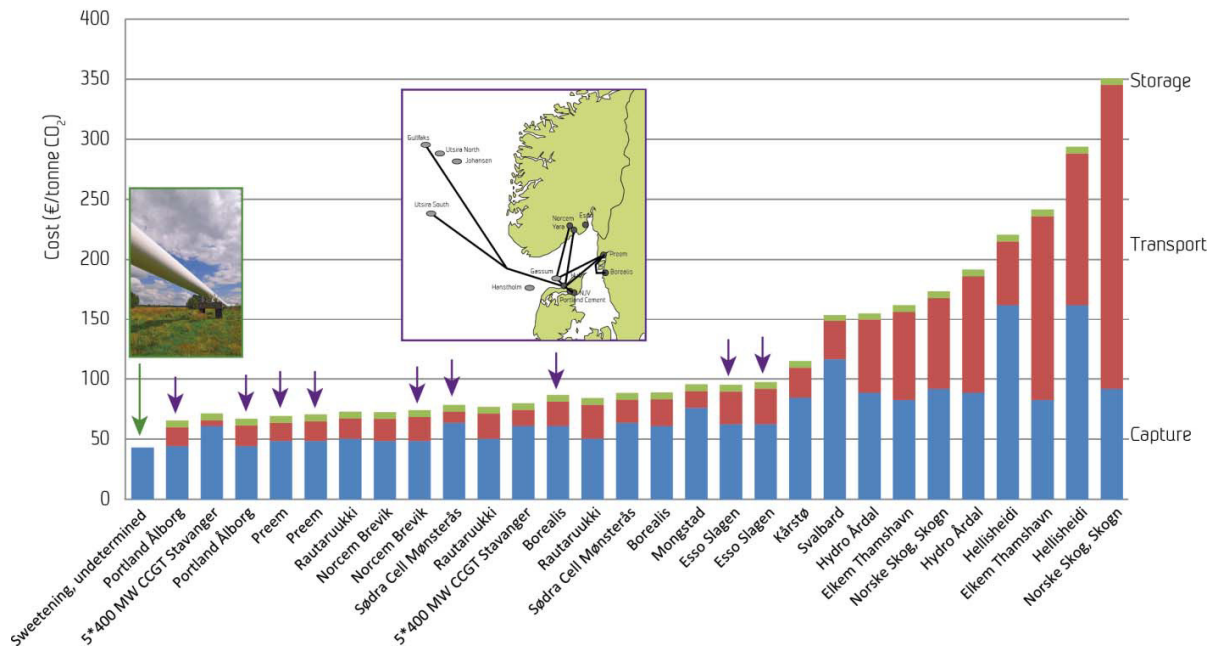 400
350
300
250
200
150
100
50
0
Cost (€/tonne CO₂)
Storage
Transport
Capture
Gullfaks
Utsira North
Johansen
Utsira South
Norcem
Yara
Esso
Gassum
Preem
Borealis
Hanstholm
NJV
Portland Cement
Sweetening, undetermined
Portland Ålborg
5*400 MW CCGT Stavanger
Portland Ålborg
Preem
Preem
Rautaruukki
Norcem Brevik
Norcem Brevik
Sødra Cell Mønsterås
Rautaruukki
5*400 MW CCGT Stavanger
Borealis
Rautaruukki
Sødra Cell Mønsterås
Borealis
Mongstad
Esso Slagen
Esso Slagen
Kårstø
Svalbard
Hydro Årdal
Elkem Thamshavn
Norske Skog, Skogn
Hydro Årdal
Hellisheidi
Elkem Thamshavn
Hellisheidi
Norske Skog, Skogn